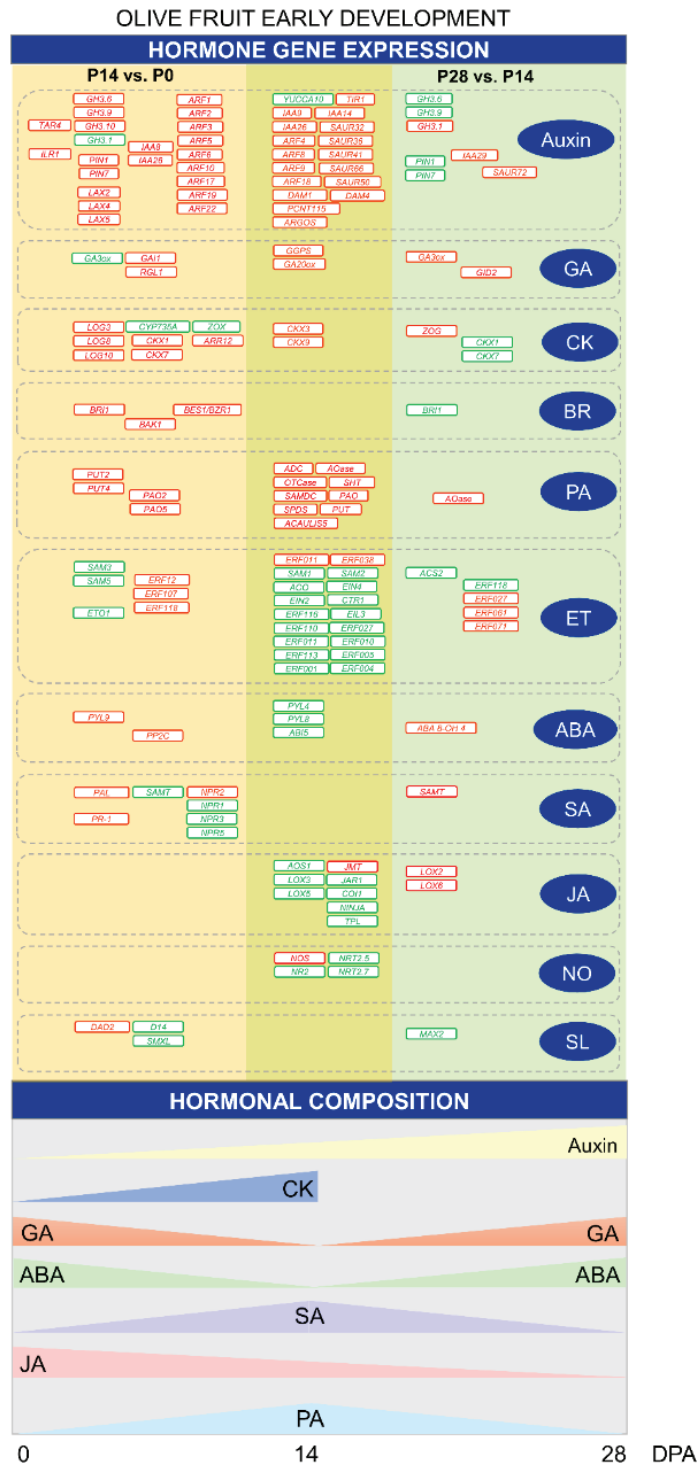 OLIVE FRUIT EARLY DEVELOPMENT
HORMONE GENE EXPRESSION
P14 vs. P0
P28 vs. P14
GH3.6 ARF1 YUCCA10 TIR1 GH3.6
GH3.9 ARF2 IAA9 IAA14 GH3.9
TAR4 GH3.10 ARF3 IAA26 SAUR32 GH3.1
GH3.1 ARF5 ARF4 SAUR36 Auxin
ILR1 IAA9 ARF6 ARF8 SAUR41 IAA29
PIN1 IAA26 ARF10 ARF9 SAUR66 PIN1
PIN7 ARF17 ARF18 SAUR50 PIN7 SAUR72
LAX2 ARF19 DAM1 DAM4
LAX4 ARF22 PCNT115
LAX5 ARGOS
GA3ox GAI1 GGPS GA3ox
RGL1 GA20ox GID2 GA
LOG3 CYP735A ZOX CKX3 ZOG
LOG8 CKX1 ARR12 CKX9 CKX1 CK
LOG10 CKX7 CKX7
BRI1 BES1/BZR1 BRI1 BR
BAK1
PUT2 ADC AOase
PUT4 OTCase SHT
PAO2 SAMDC PAO AOase PA
PAO5 SPDS PUT
ACAULIS5
SAM3 ERF011 ERF038
SAM5 ERF12 SAM1 SAM2 ACS2
ERF107 ACO EIN4 ERF118
ETO1 ERF118 EIN2 CTR1 ERF027
ERF116 EIL3 ERF061 ET
ERF110 ERF027 ERF071
ERF011 ERF010
ERF113 ERF005
ERF001 ERF004
PYL9 PYL4
PP2C PYL8 ABA 8-OH 4 ABA
ABI5
PAL SAMT NPR2 SAMT
NPR1 SA
PR-1 NPR3
NPR5
AOS1 JMT LOX2
LOX3 JAR1 LOX6
LOX5 COI1 JA
NINJA
TPL
NOS NRT2.5
NR2 NRT2.7 NO
DAD2 D14 MAX2
SMXL SL
HORMONAL COMPOSITION
Auxin
CK
GA GA
ABA ABA
SA
JA
PA
0 14 28 DPA